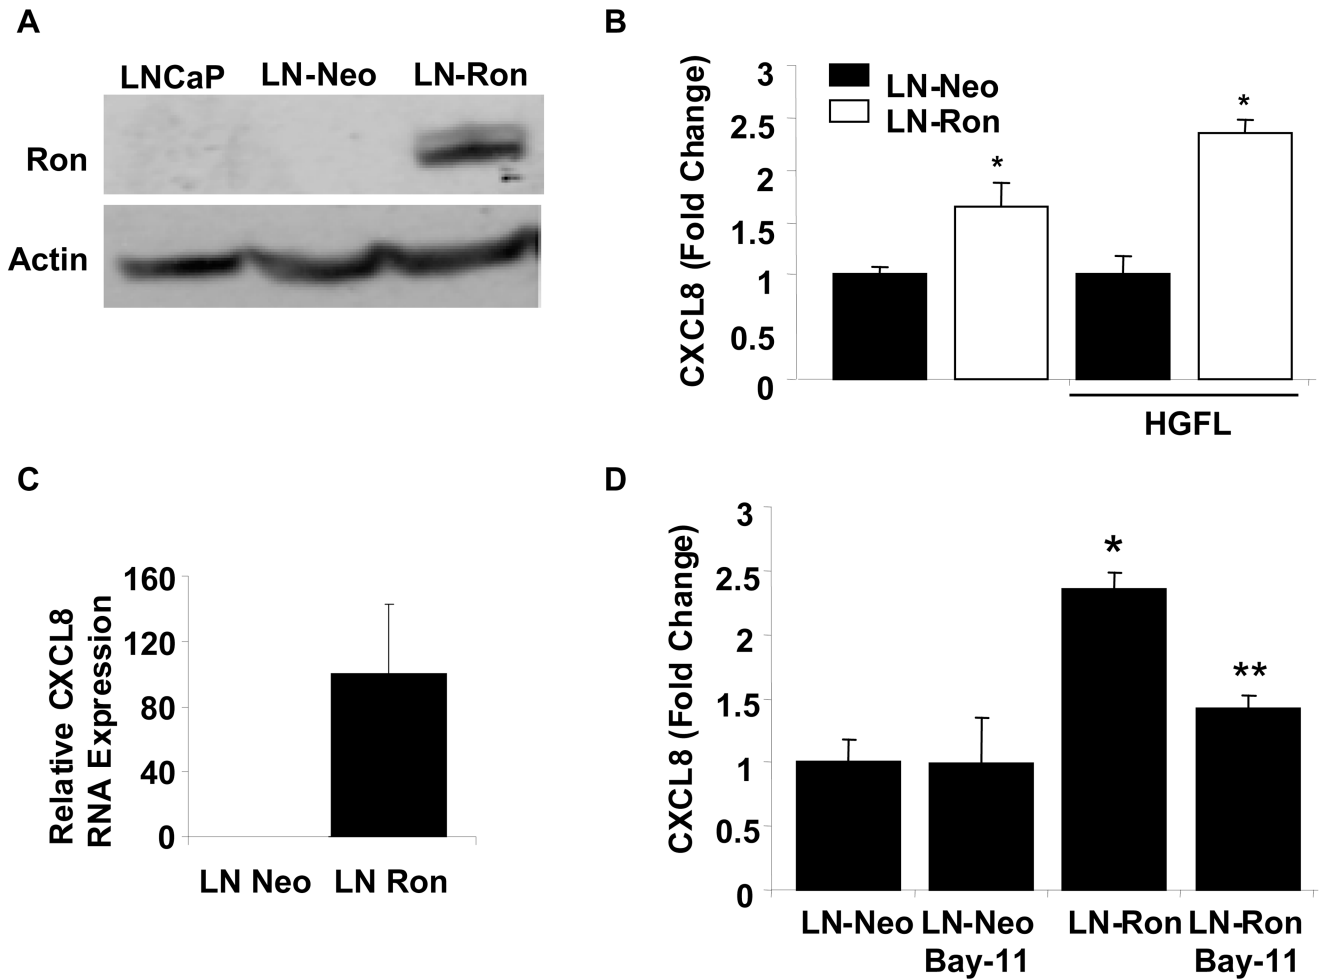 A
LNCaP LN-Neo LN-Ron
Ron
Actin
B
CXCL8 (Fold Change)
3
2.5
2
1.5
1
0.5
0
LN-Neo
LN-Ron
*
*
HGFL
C
Relative CXCL8
RNA Expression
160
120
80
40
0
LN Neo LN Ron
D
CXCL8 (Fold Change)
3
2.5
2
1.5
1
0.5
0
*
**
LN-Neo LN-Neo LN-Ron LN-Ron
Bay-11 Bay-11